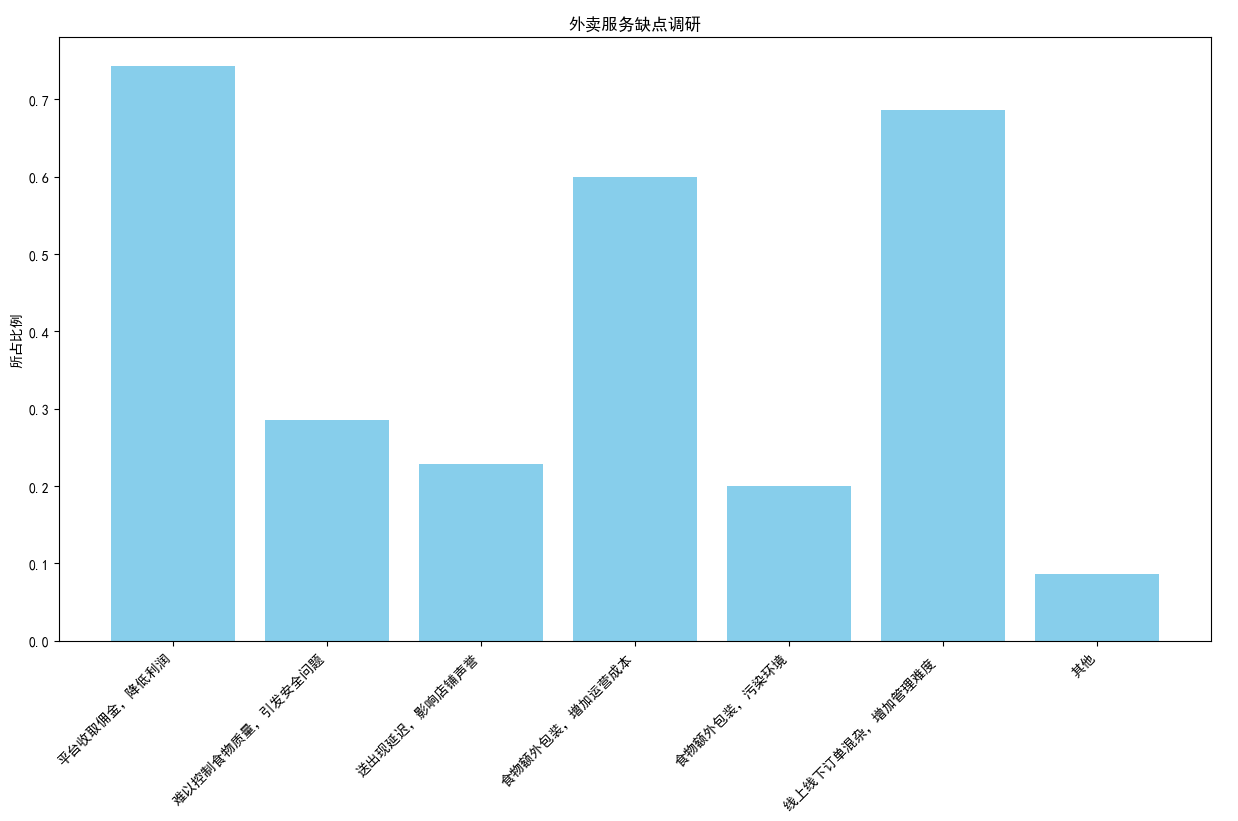 外卖服务缺点调研
所占比例
0.7
0.6
0.5
0.4
0.3
0.2
0.1
0.0
平台收取佣金，降低利润
难以控制食物质量，引发安全问题
送出现延迟，影响店铺声誉
食物额外包装，增加运营成本
食物额外包装，污染环境
线上线下订单混杂，增加管理难度
其他